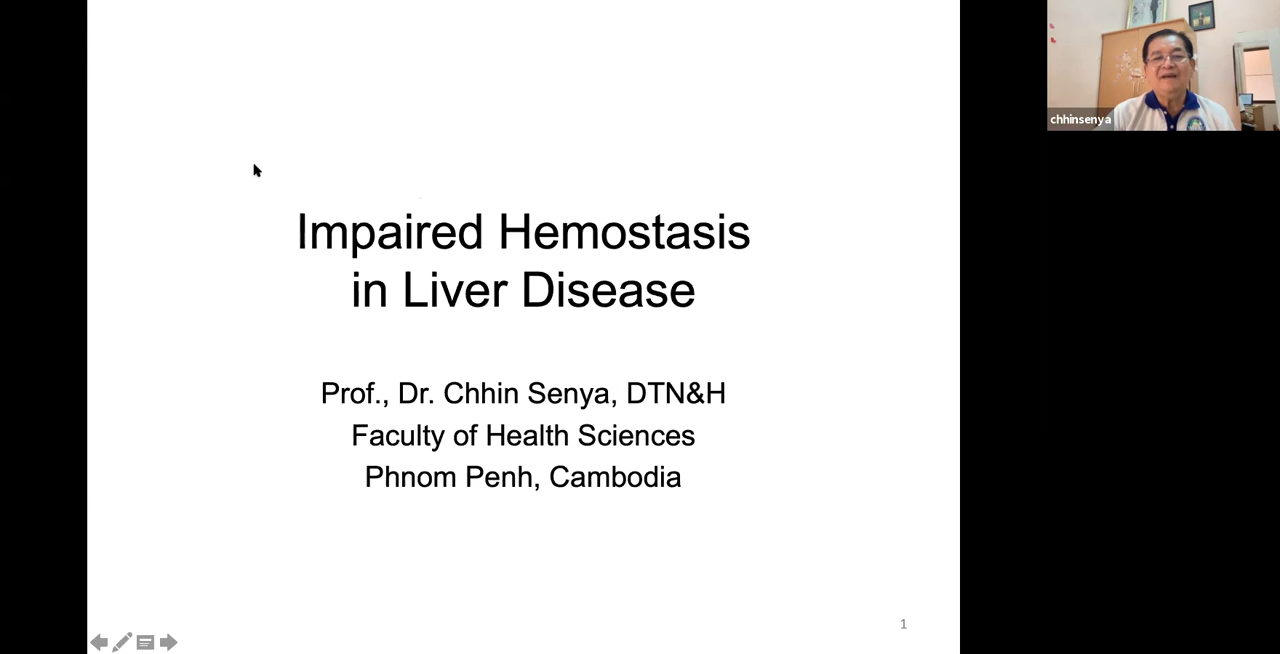 Impaired Hemostasis
in Liver Disease
Prof., Dr. Chhin Senya, DTN&H
Faculty of Health Sciences
Phnom Penh, Cambodia
1
chhinsenya